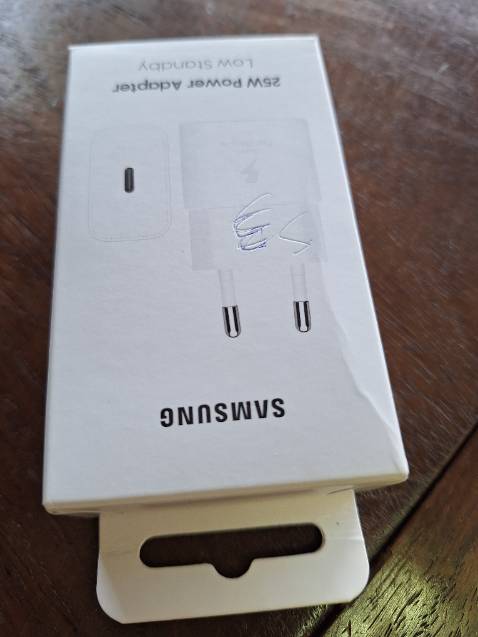 SAMSUNG
25W Power Adapter
Low Standby